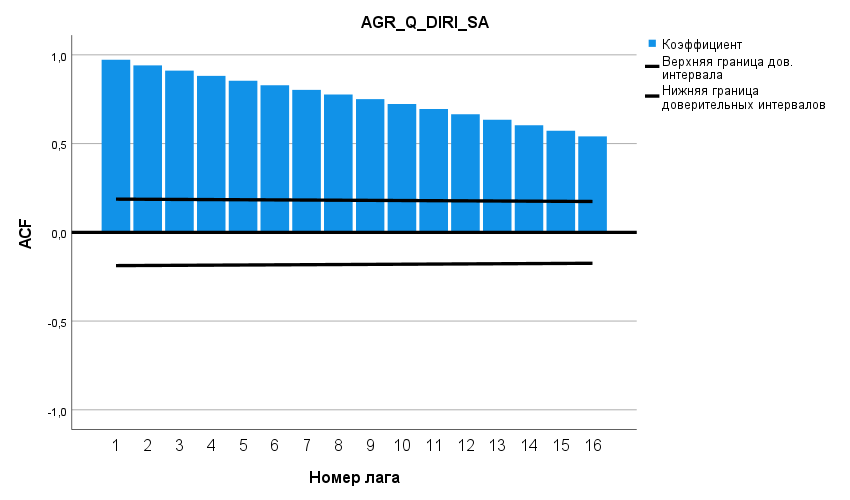 AGR_Q_DIRI_SA
1,0
0,5
0,0
-0,5
-1,0
ACF
1 2 3 4 5 6 7 8 9 10 11 12 13 14 15 16
Номер лага
Коэффициент
Верхняя граница дов.
интервала
Нижняя граница
доверительных интервалов